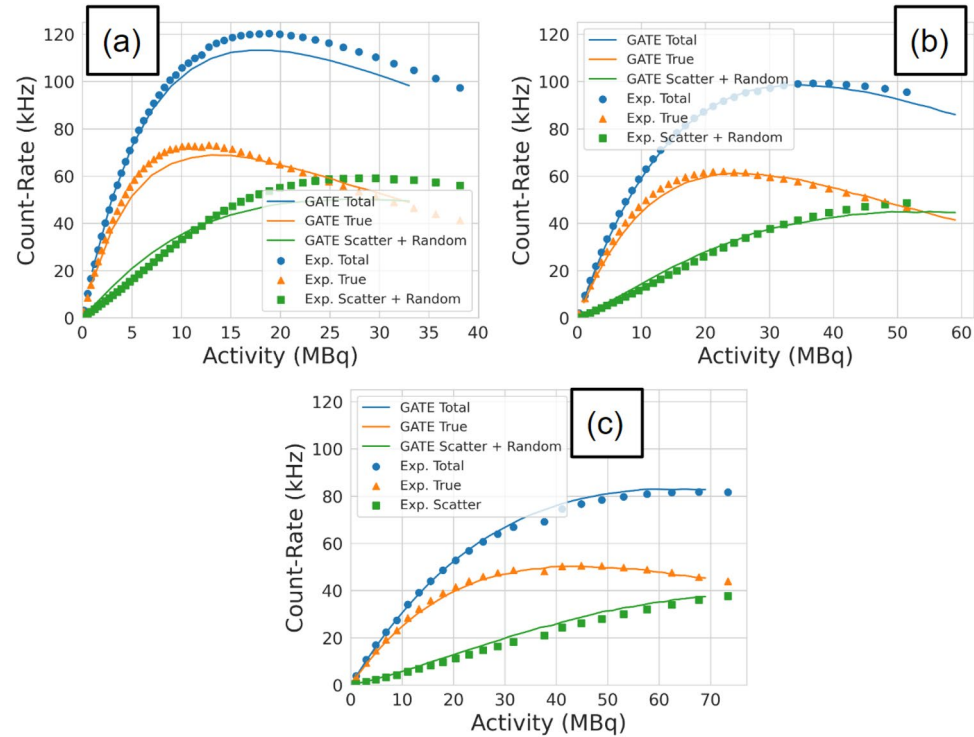 (a)
120
100
80
60
40
20
0
Count-Rate (kHz)
GATE Total
GATE True
GATE Scatter + Random
Exp. Total
Exp. True
Exp. Scatter + Random
0 5 10 15 20 25 30 35 40
Activity (MBq)
(b)
120
100
80
60
40
20
0
Count-Rate (kHz)
GATE Total
GATE True
GATE Scatter + Random
Exp. Total
Exp. True
Exp. Scatter + Random
0 10 20 30 40 50 60
Activity (MBq)
(c)
120
100
80
60
40
20
0
Count-Rate (kHz)
GATE Total
GATE True
GATE Scatter + Random
Exp. Total
Exp. True
Exp. Scatter
0 10 20 30 40 50 60 70
Activity (MBq)